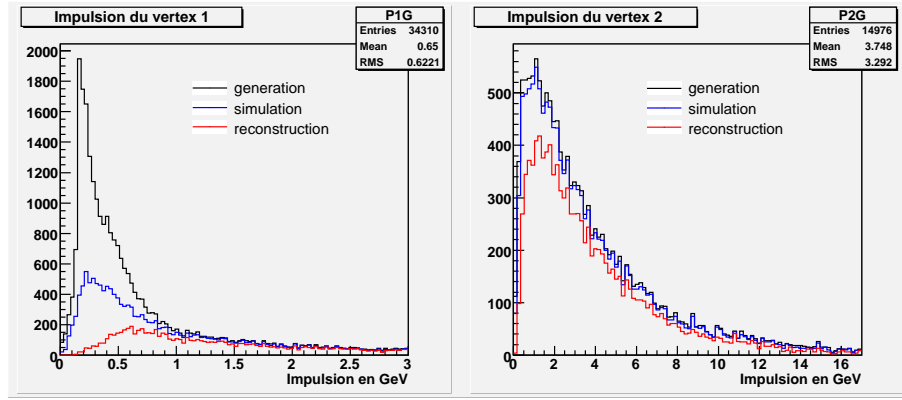 Impulsion du vertex 1
P1G
Entries 34310
Mean 0.65
RMS 0.6221
generation
simulation
reconstruction
2000
1800
1600
1400
1200
1000
800
600
400
200
0
0 0.5 1 1.5 2 2.5 3
Impulsion en GeV
Impulsion du vertex 2
P2G
Entries 14976
Mean 3.748
RMS 3.292
generation
simulation
reconstruction
500
400
300
200
100
0
0 2 4 6 8 10 12 14 16
Impulsion en GeV